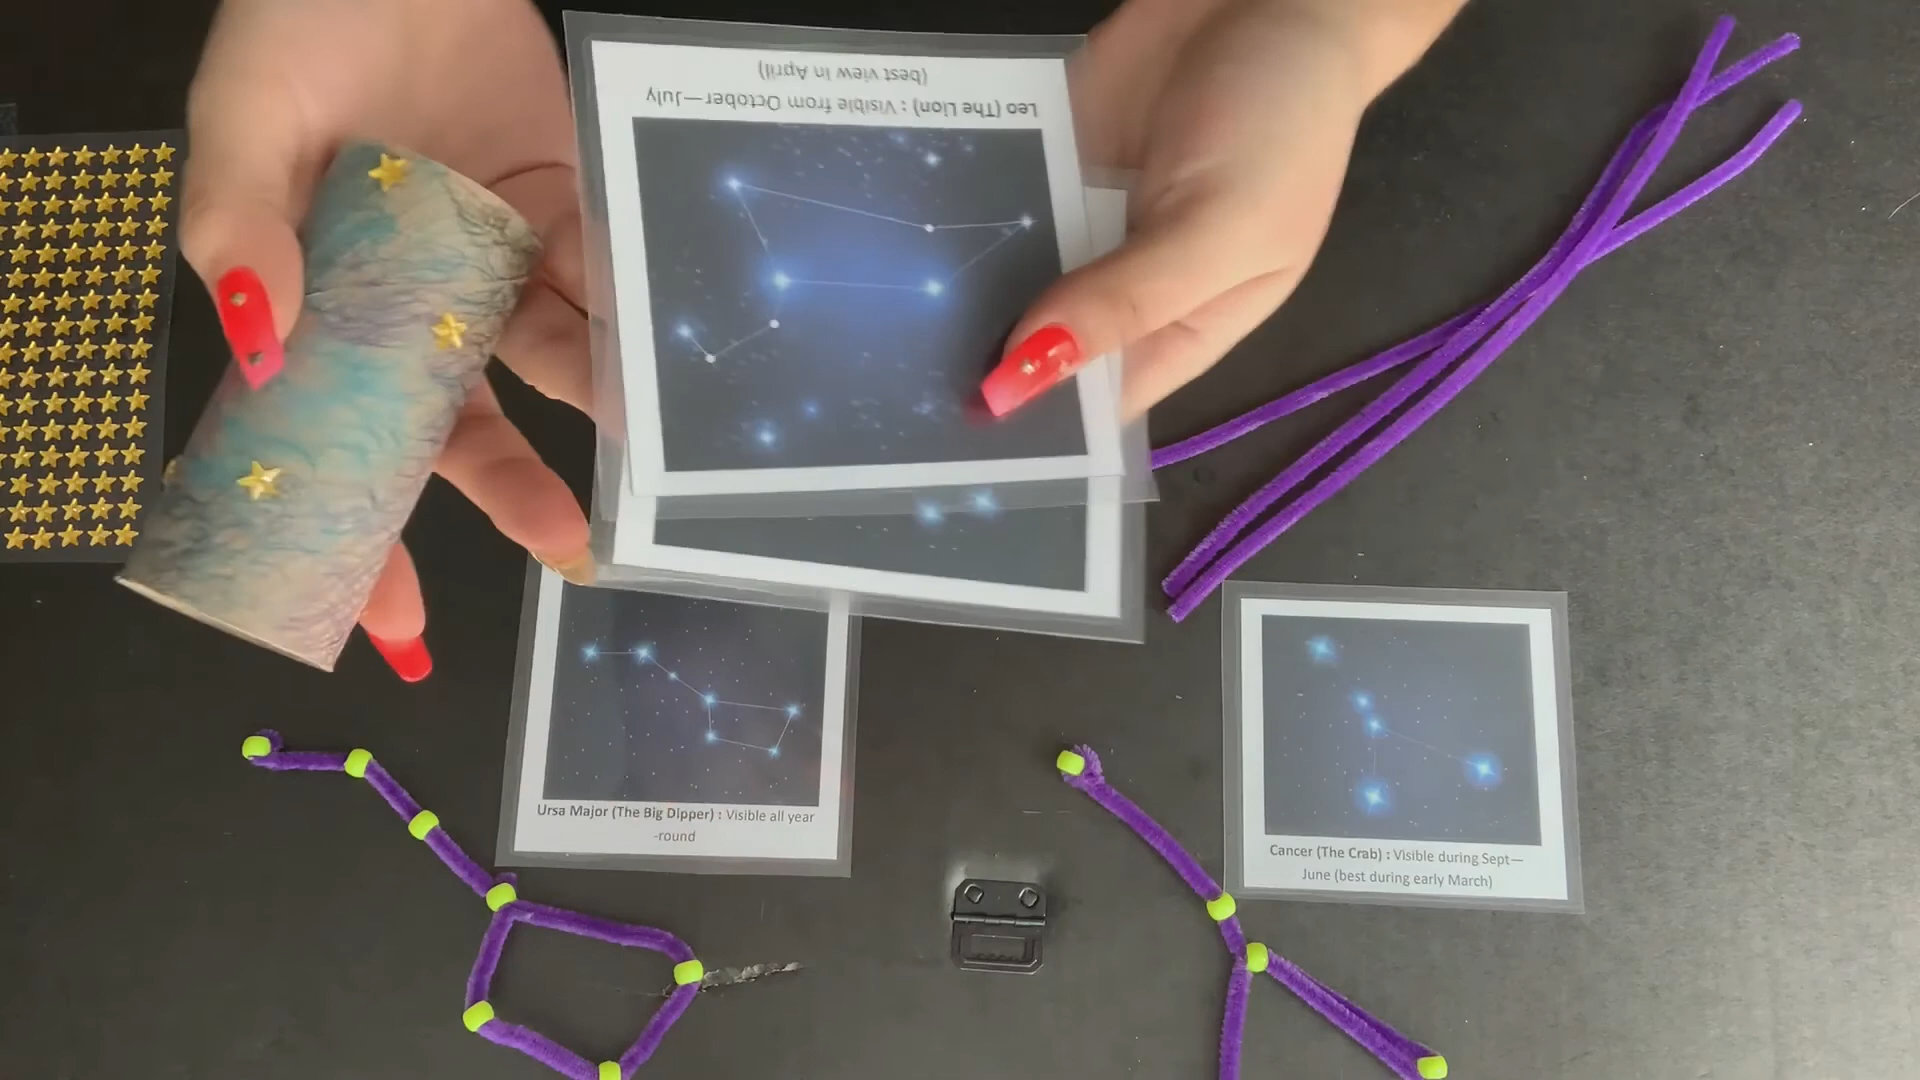 Leo (The Lion) : Visible from October—July
(best view in April)
Ursa Major (The Big Dipper) : Visible all year
-round
Cancer (The Crab) : Visible during Sept—
June (best during early March)